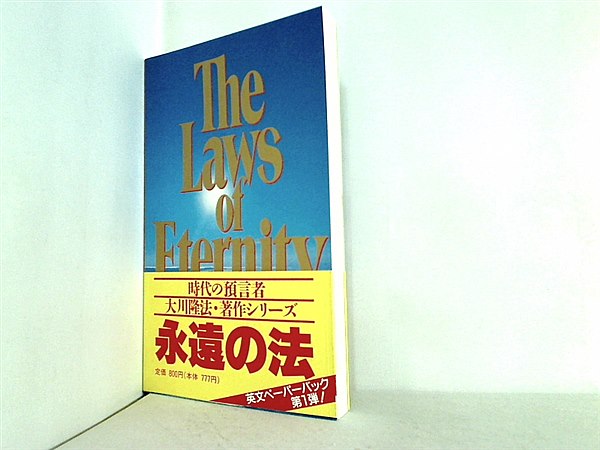 The
Laws
of
Eternity
時代の預言者
大川隆法・著作シリーズ
永遠の法
定価 800円(本体 777円)
英文ペーパーバック
第1弾!